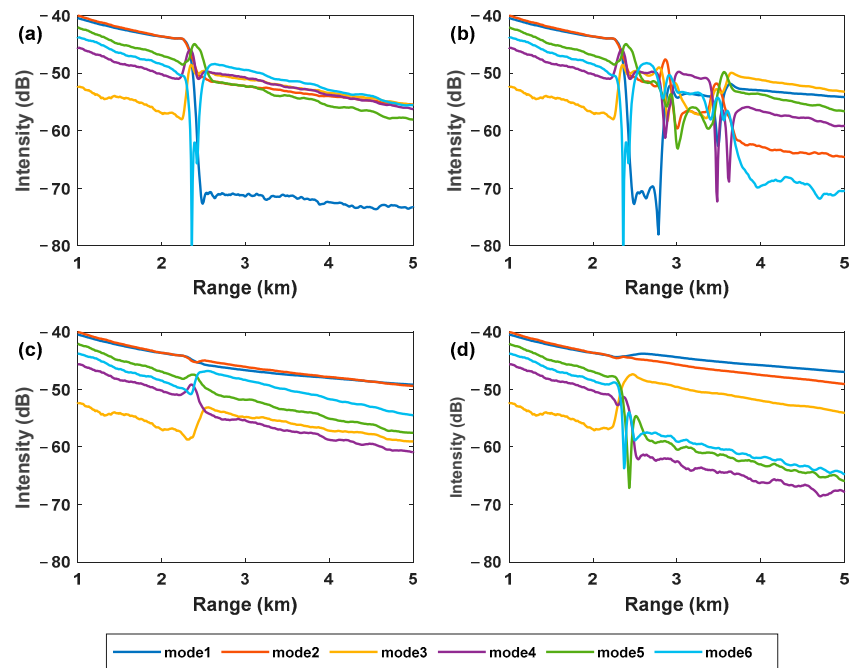 (a)
Intensity (dB)
−40
−50
−60
−70
−80
1 2 3 4 5
Range (km)
(b)
Intensity (dB)
−40
−50
−60
−70
−80
1 2 3 4 5
Range (km)
(c)
Intensity (dB)
−40
−50
−60
−70
−80
1 2 3 4 5
Range (km)
(d)
Intensity (dB)
−40
−50
−60
−70
−80
1 2 3 4 5
Range (km)
mode1 mode2 mode3 mode4 mode5 mode6